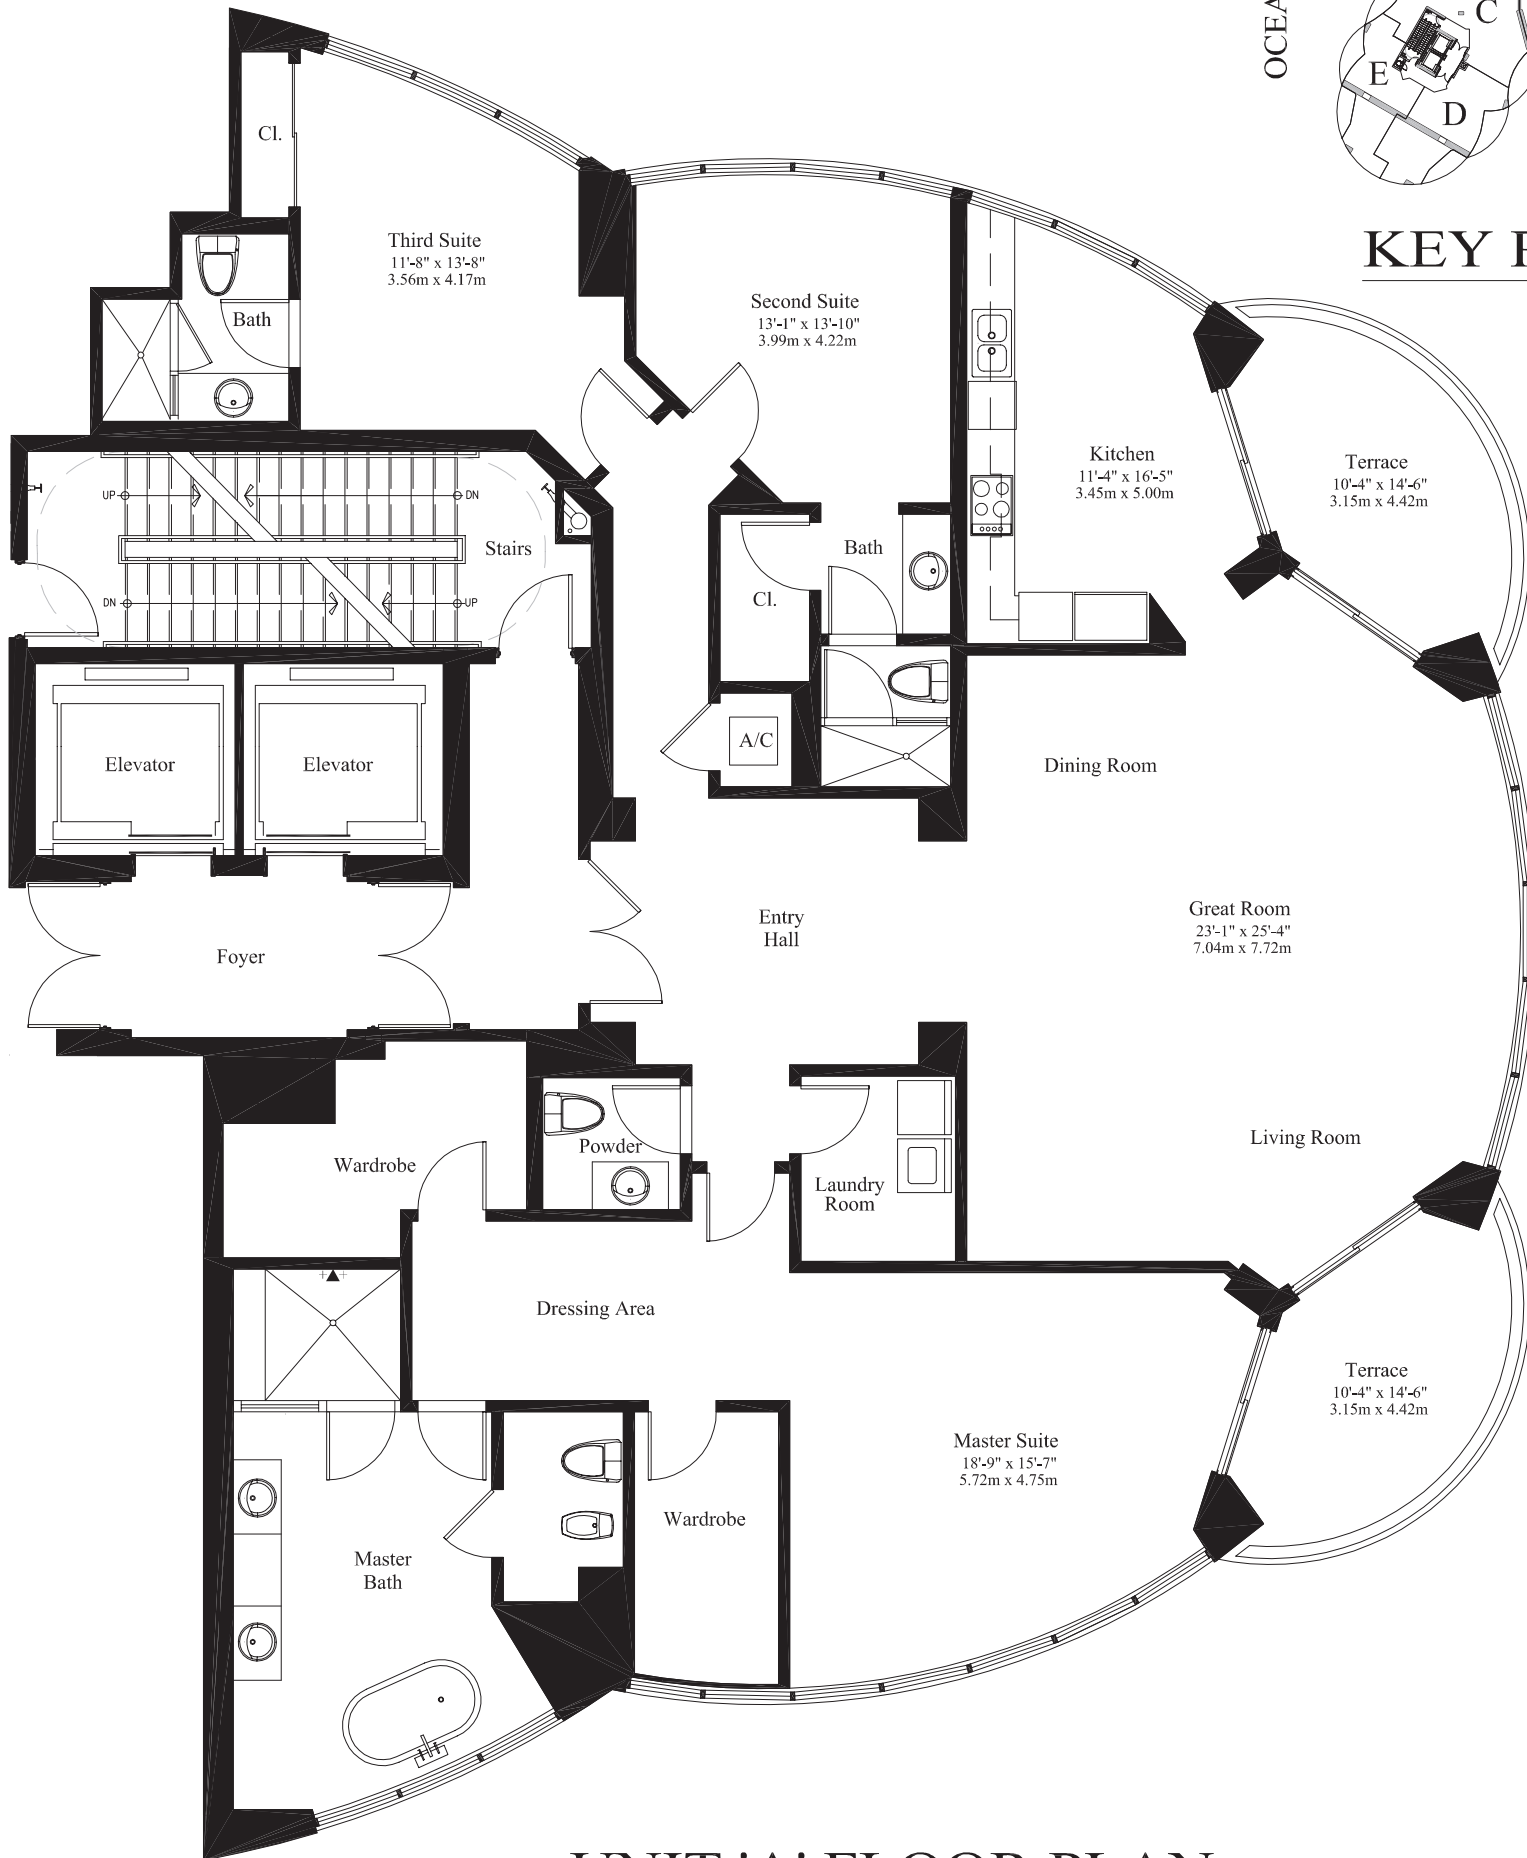 OCEA
C
E
D
KEY P
Cl.
Third Suite
11'-8" x 13'-8"
3.56m x 4.17m
Bath
Second Suite
13'-1" x 13'-10"
3.99m x 4.22m
Kitchen
11'-4" x 16'-5"
3.45m x 5.00m
Terrace
10'-4" x 14'-6"
3.15m x 4.42m
UP
DN
Stairs
DN
UP
Bath
Cl.
A/C
Elevator
Elevator
Dining Room
Foyer
Entry
Hall
Great Room
23'-1" x 25'-4"
7.04m x 7.72m
Living Room
Powder
Wardrobe
Laundry
Room
Dressing Area
Terrace
10'-4" x 14'-6"
3.15m x 4.42m
Master Suite
18'-9" x 15'-7"
5.72m x 4.75m
Wardrobe
Master
Bath
UNIT 'A' FLOOR PLAN